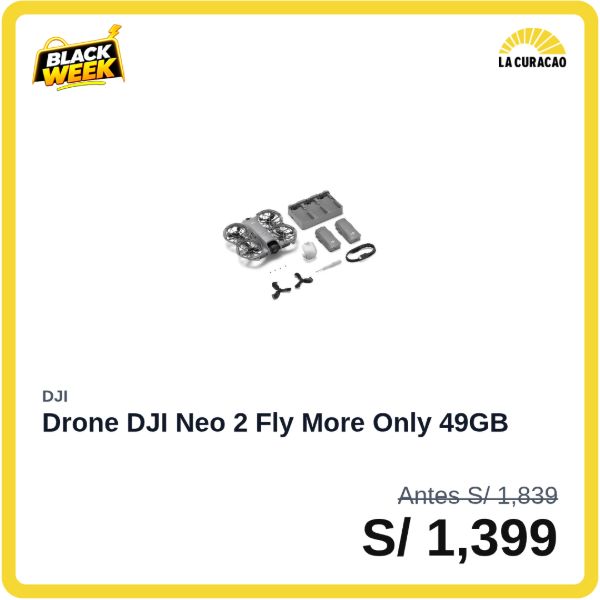 BLACK
WEEK
LA CURACAO
DJI
Drone DJI Neo 2 Fly More Only 49GB
Antes S/ 1,839
S/ 1,399